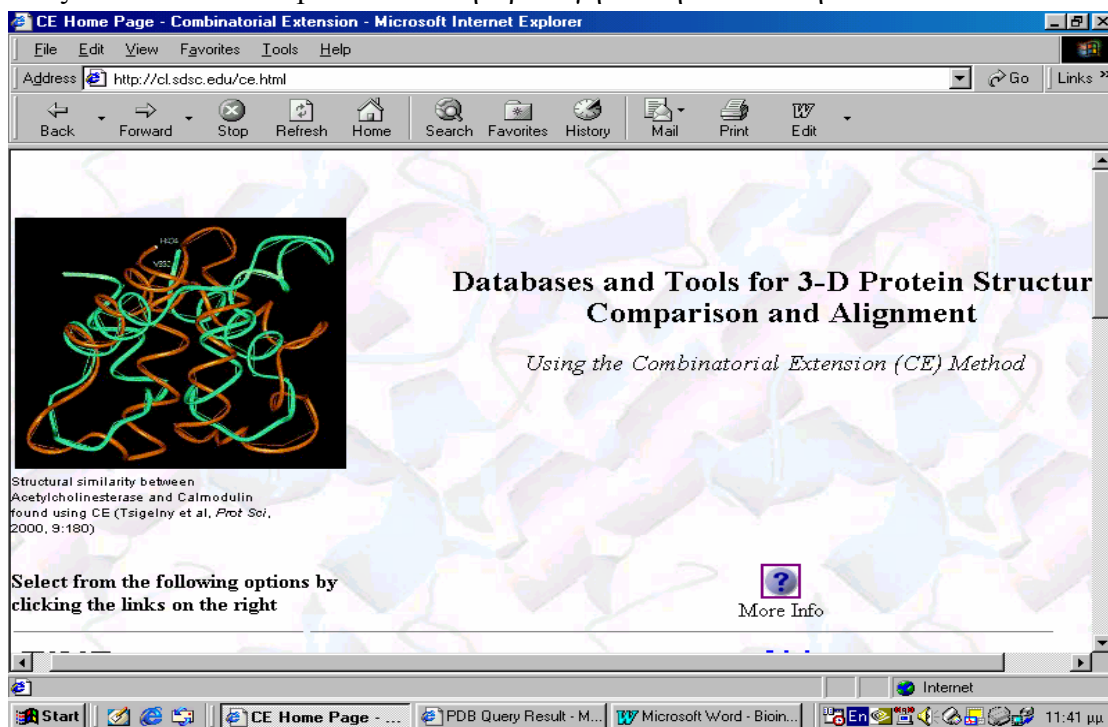 CE Home Page - Combinatorial Extension - Microsoft Internet Explorer
File Edit View Favorites Tools Help
Address http://cl.sdsc.edu/ce.html Go Links »
Back Forward Stop Refresh Home Search Favorites History Mail Print Edit
H404
V332
Databases and Tools for 3-D Protein Structur
Comparison and Alignment
Using the Combinatorial Extension (CE) Method
Structural similarity between
Acetylcholinesterase and Calmodulin
found using CE (Tsigelny et al, Prot Sci,
2000, 9:180)
Select from the following options by
clicking the links on the right
?
More Info
Internet
Start CE Home Page - ... PDB Query Result - M... Microsoft Word - Bioin... En 11:41 μμ